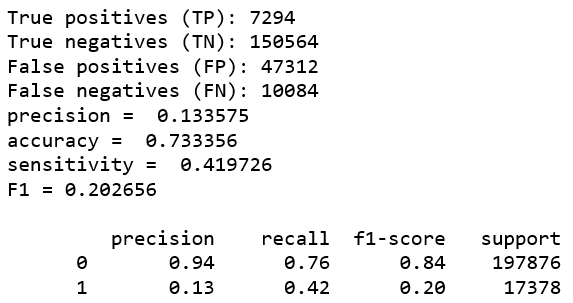 True positives (TP): 7294
True negatives (TN): 150564
False positives (FP): 47312
False negatives (FN): 10084
precision =  0.133575
accuracy =  0.733356
sensitivity =  0.419726
F1 = 0.202656
precision recall f1-score support
0 0.94 0.76 0.84 197876
1 0.13 0.42 0.20 17378